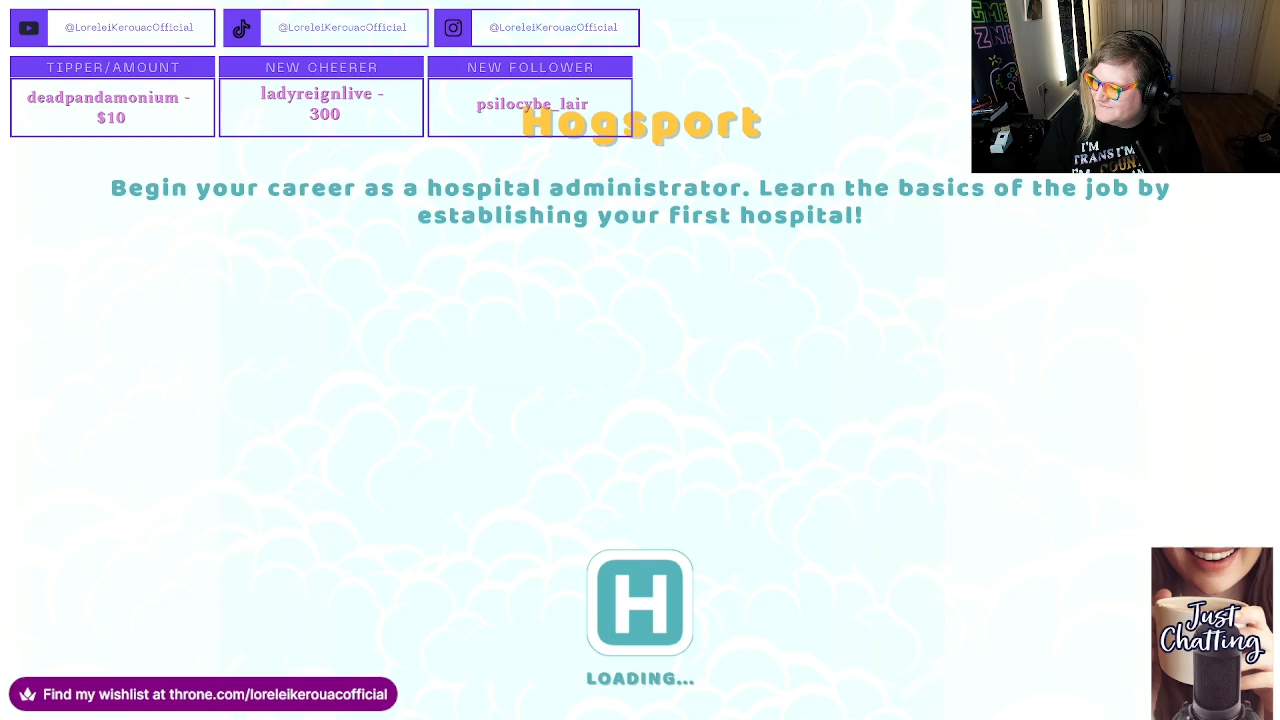 @LoreleiKerouacOfficial
@LoreleiKerouacOfficial
@LoreleiKerouacOfficial
TIPPER/AMOUNT
NEW CHEERER
NEW FOLLOWER
deadpandamonium -
$10
ladyreignlive -
300
psilocybe_lair
Hogsport
Begin your career as a hospital administrator. Learn the basics of the job by
establishing your first hospital!
I'M
TRANS I'M
H
LOADING...
Just
Chatting
Find my wishlist at throne.com/loreleikerouacofficial